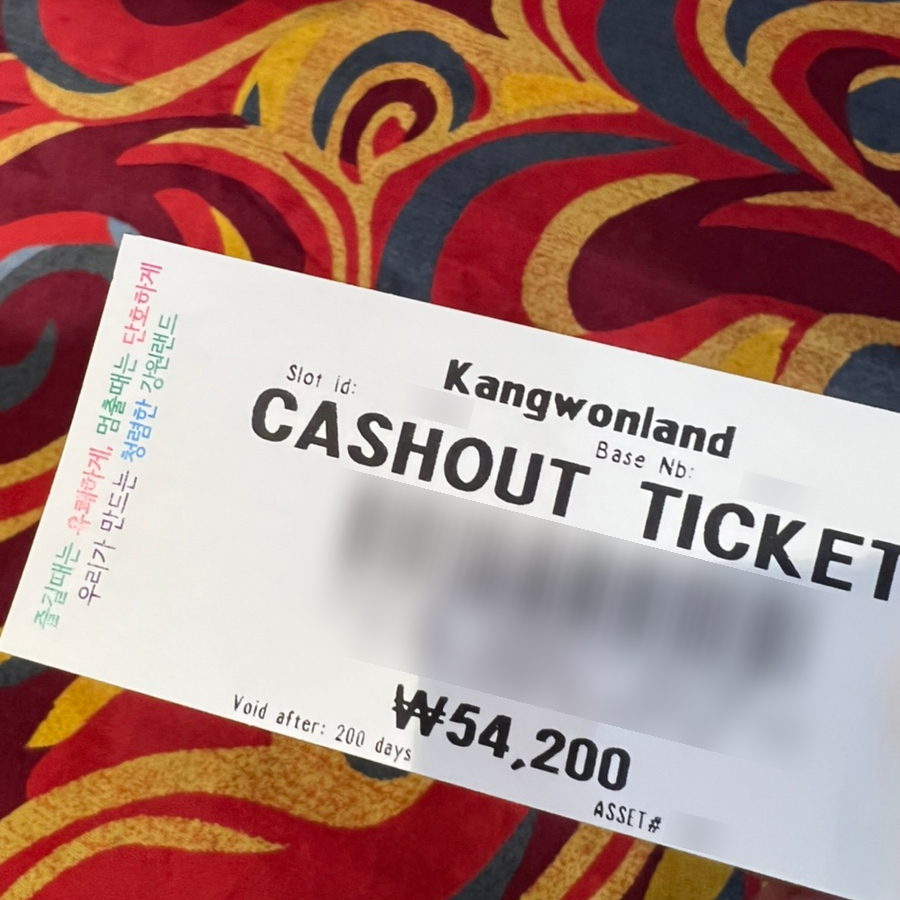 즐길때는 유쾌하게, 멈출때는 단호하게
우리가 만드는 청렴한 강원랜드
Kangwonland
Slot id:
Base Nb:
CASHOUT TICKET
₩54,200
Void after: 200 days
ASSET#